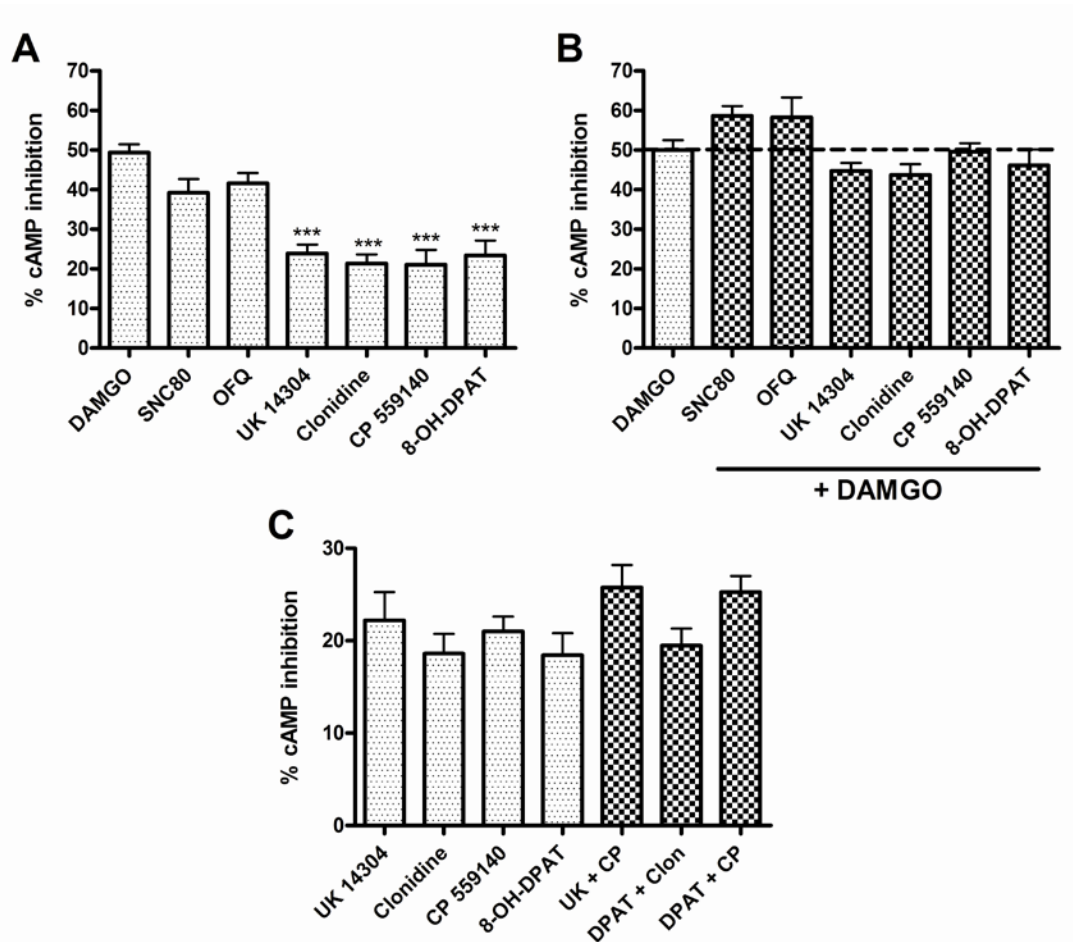 A
% cAMP inhibition
70
60
50
40
30
20
10
0
***
***
***
***
DAMGO
SNC80
OFQ
UK 14304
Clonidine
CP 559140
8-OH-DPAT
B
% cAMP inhibition
70
60
50
40
30
20
10
0
DAMGO
SNC80
OFQ
UK 14304
Clonidine
CP 559140
8-OH-DPAT
+ DAMGO
C
% cAMP inhibition
30
20
10
0
UK 14304
Clonidine
CP 559140
8-OH-DPAT
UK + CP
DPAT + Clon
DPAT + CP